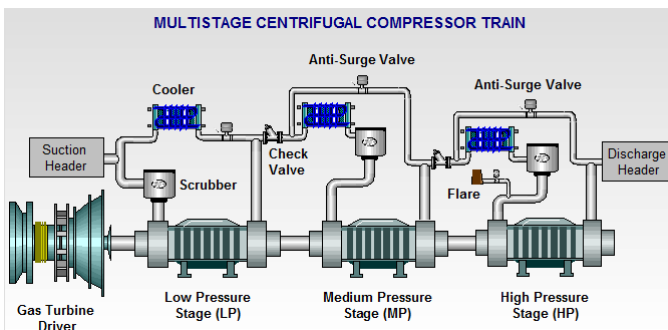 MULTISTAGE CENTRIFUGAL COMPRESSOR TRAIN
Anti-Surge Valve
Cooler
Anti-Surge Valve
Suction
Header
Check
Valve
Scrubber
Discharge
Header
Flare
Gas Turbine
Driver
Low Pressure
Stage (LP)
Medium Pressure
Stage (MP)
High Pressure
Stage (HP)